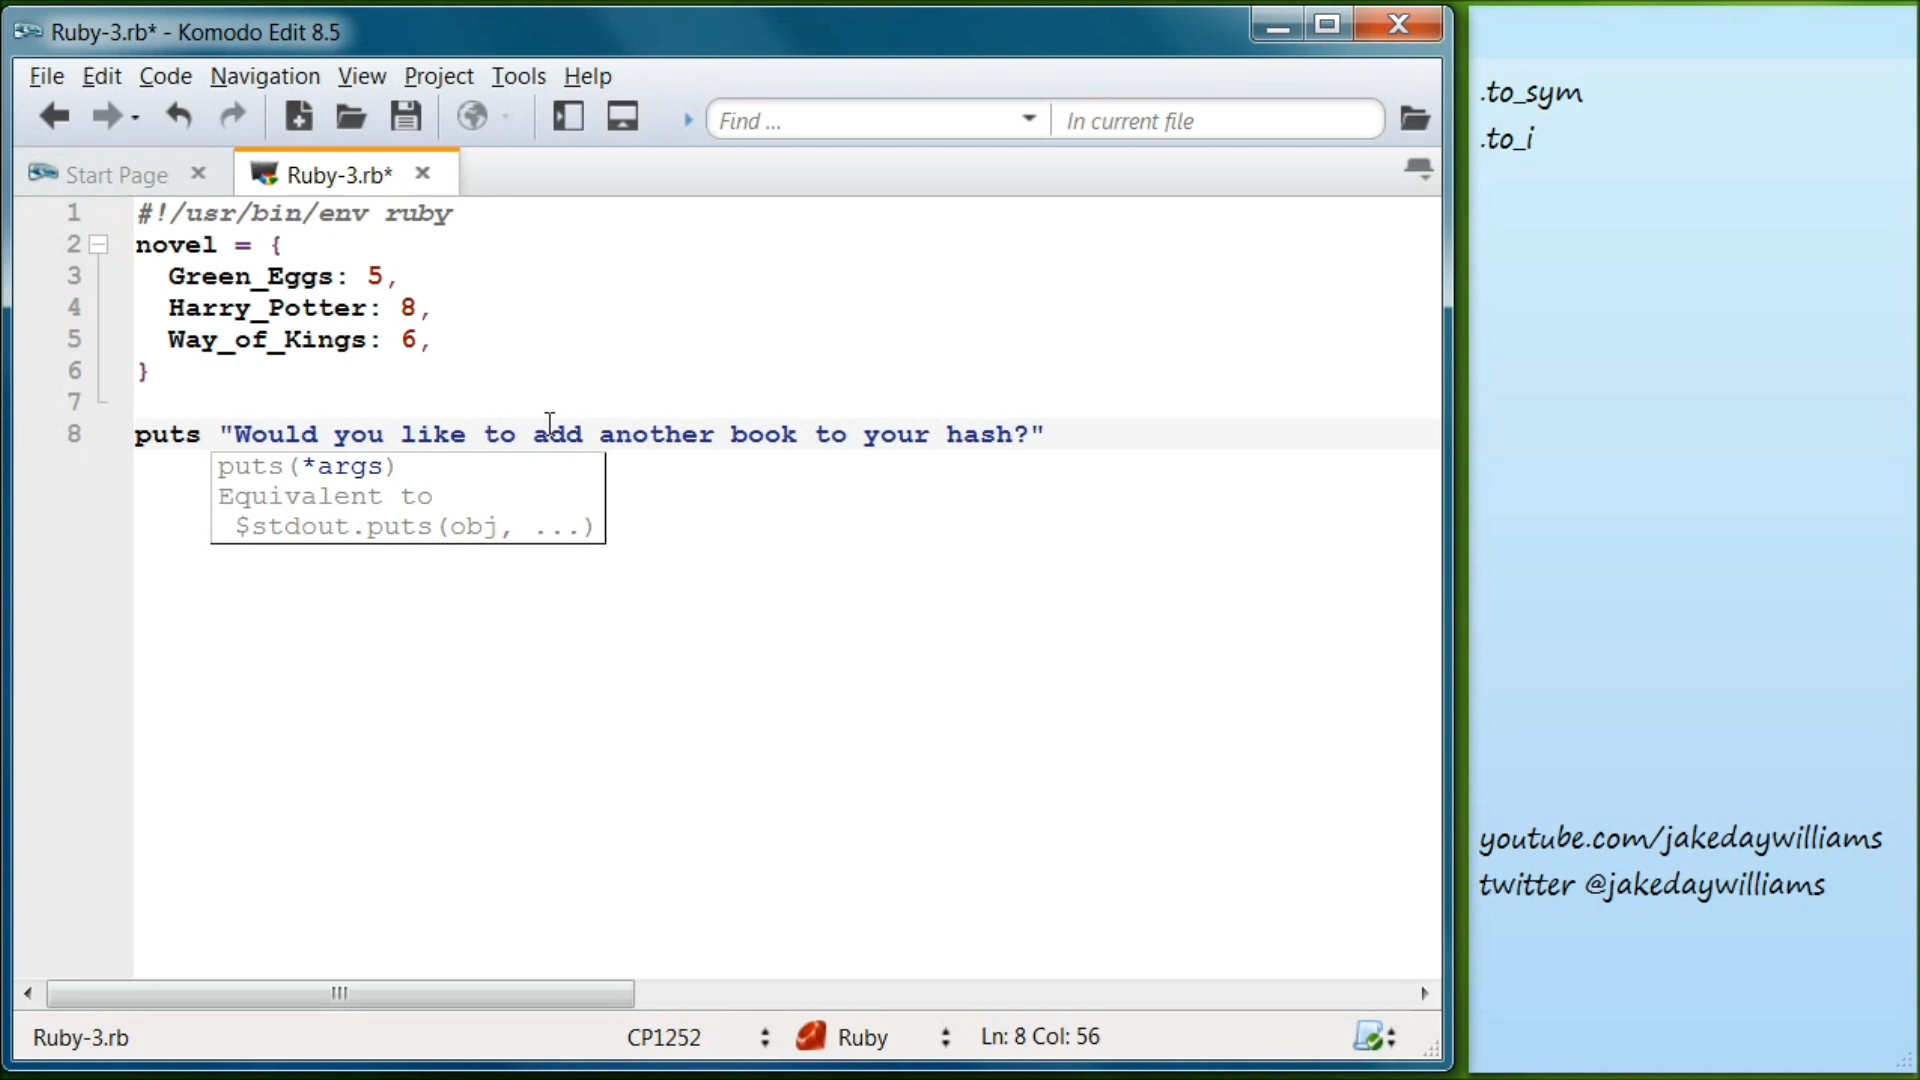 Ruby-3.rb* - Komodo Edit 8.5
File Edit Code Navigation View Project Tools Help
Find ... In current file
Start Page Ruby-3.rb*
1 #!/usr/bin/env ruby
2 novel = {
3 Green_Eggs: 5,
4 Harry_Potter: 8,
5 Way_of_Kings: 6,
6 }
7
8 puts "Would you like to add another book to your hash?"
puts(*args)
Equivalent to
$stdout.puts(obj, ...)
Ruby-3.rb CP1252 Ruby Ln: 8 Col: 56
.to_sym
.to_i
youtube.com/jakedaywilliams
twitter @jakedaywilliams